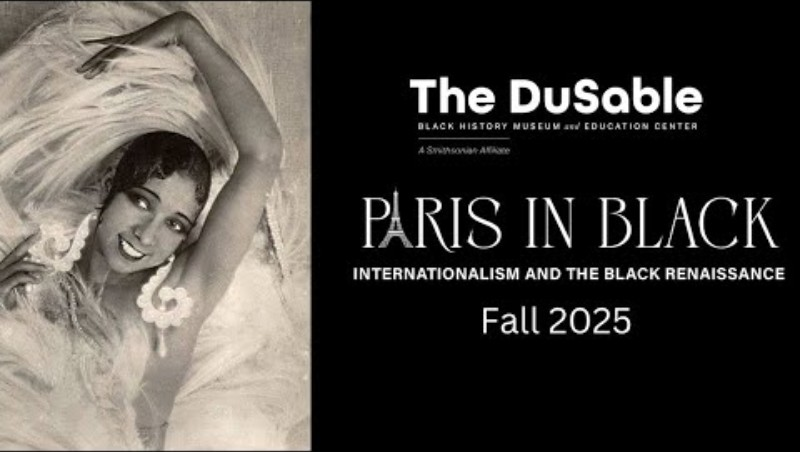 The DuSable
BLACK HISTORY MUSEUM and EDUCATION CENTER
A Smithsonian Affiliate
PARIS IN BLACK
INTERNATIONALISM AND THE BLACK RENAISSANCE
Fall 2025